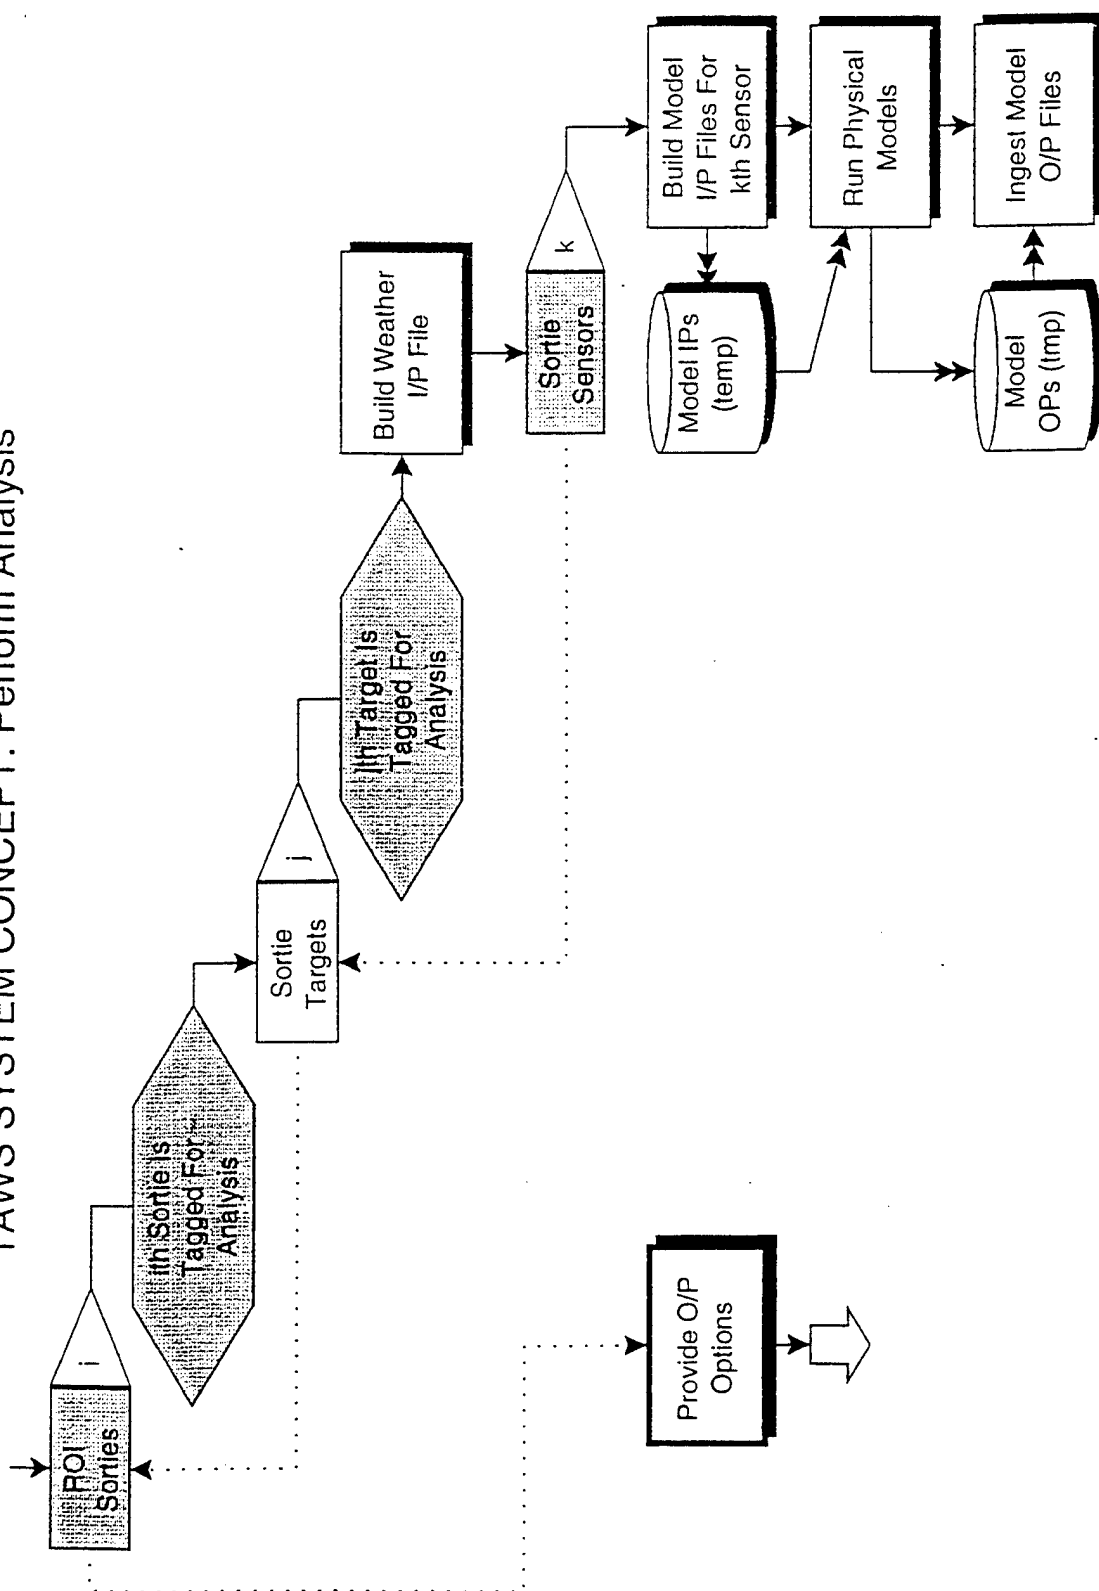 TAWS SYSTEM CONCEPT: Perform Analysis
ROI
Sorties
i
Ith Sortie Is
Tagged For
Analysis
Sortie
Targets
j
Ith Target Is
Tagged For
Analysis
Build Weather
I/P File
Sortie
Sensors
k
Build Model
I/P Files For
kth Sensor
Model IPs
(temp)
Run Physical
Models
Model
OPs (tmp)
Ingest Model
O/P Files
Provide O/P
Options